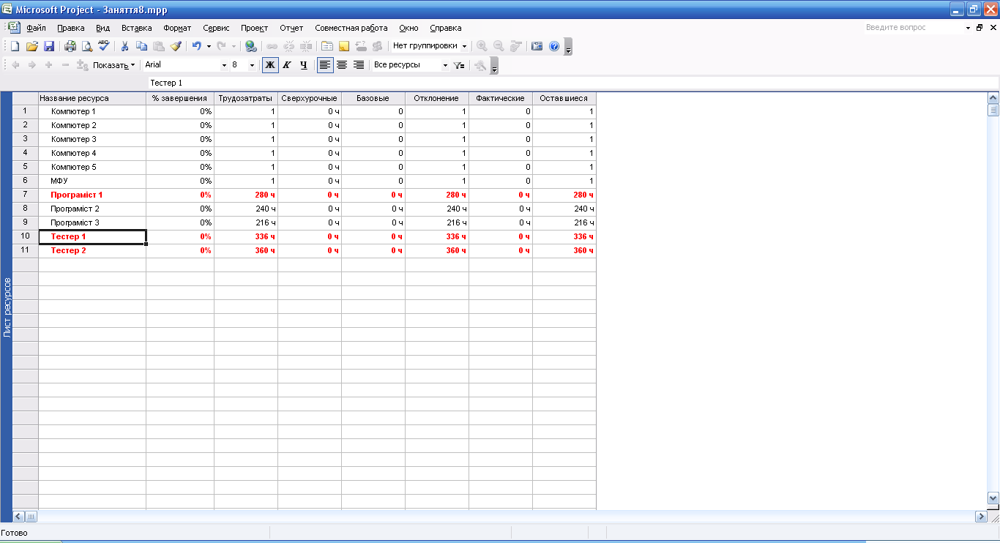 Microsoft Project - Заняття8.mpp
Файл Правка Вид Вставка Формат Сервис Проект Отчет Совместная работа Окно Справка Введите вопрос
Нет группировки
Показать Arial 8 Ж К Ч Все ресурсы
Тестер 1
Название ресурса % завершения Трудозатраты Сверхурочные Базовые Отклонение Фактические Оставшиеся
1 Компютер 1 0% 1 0 ч 0 1 0 1
2 Компютер 2 0% 1 0 ч 0 1 0 1
3 Компютер 3 0% 1 0 ч 0 1 0 1
4 Компютер 4 0% 1 0 ч 0 1 0 1
5 Компютер 5 0% 1 0 ч 0 1 0 1
6 МФУ 0% 1 0 ч 0 1 0 1
7 Програміст 1 0% 280 ч 0 ч 0 ч 280 ч 0 ч 280 ч
8 Програміст 2 0% 240 ч 0 ч 0 ч 240 ч 0 ч 240 ч
9 Програміст 3 0% 216 ч 0 ч 0 ч 216 ч 0 ч 216 ч
10 Тестер 1 0% 336 ч 0 ч 0 ч 336 ч 0 ч 336 ч
11 Тестер 2 0% 360 ч 0 ч 0 ч 360 ч 0 ч 360 ч
Лист ресурсов
Готово